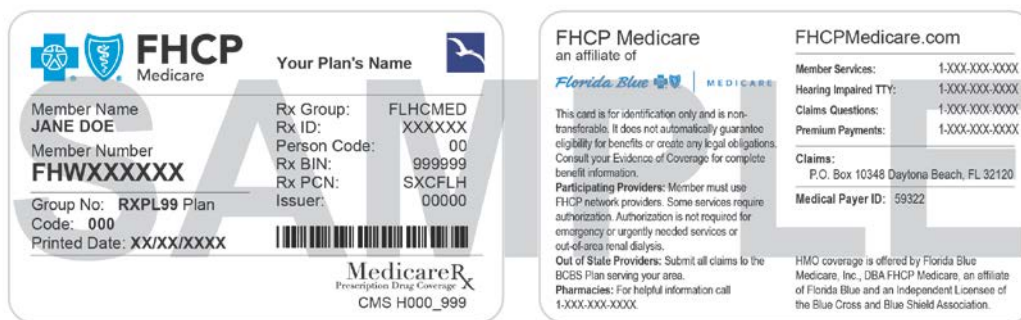 FHCP
Medicare
Your Plan's Name
Member Name
JANE DOE
Member Number
FHWXXXXXX
Group No: RXPL99 Plan
Code: 000
Printed Date: XX/XX/XXXX
Rx Group: FLHCMED
Rx ID: XXXXXX
Person Code: 00
Rx BIN: 999999
Rx PCN: SXCFLH
Issuer: 00000
MedicareRx
Prescription Drug Coverage
CMS H000_999
SAMPLE
FHCP Medicare
an affiliate of
Florida Blue | MEDICARE
This card is for identification only and is non-
transferable. It does not automatically guarantee
eligibility for benefits or create any legal obligations.
Consult your Evidence of Coverage for complete
benefit information.
Participating Providers: Member must use
FHCP network providers. Some services require
authorization. Authorization is not required for
emergency or urgently needed services or
out-of-area renal dialysis.
Out of State Providers: Submit all claims to the
BCBS Plan serving your area.
Pharmacies: For helpful information call
1-XXX-XXX-XXXX.
FHCPMedicare.com
Member Services: 1-XXX-XXX-XXXX
Hearing Impaired TTY: 1-XXX-XXX-XXXX
Claims Questions: 1-XXX-XXX-XXXX
Premium Payments: 1-XXX-XXX-XXXX
Claims:
P.O. Box 10348 Daytona Beach, FL 32120
Medical Payer ID: 59322
HMO coverage is offered by Florida Blue
Medicare, Inc., DBA FHCP Medicare, an affiliate
of Florida Blue and an Independent Licensee of
the Blue Cross and Blue Shield Association.